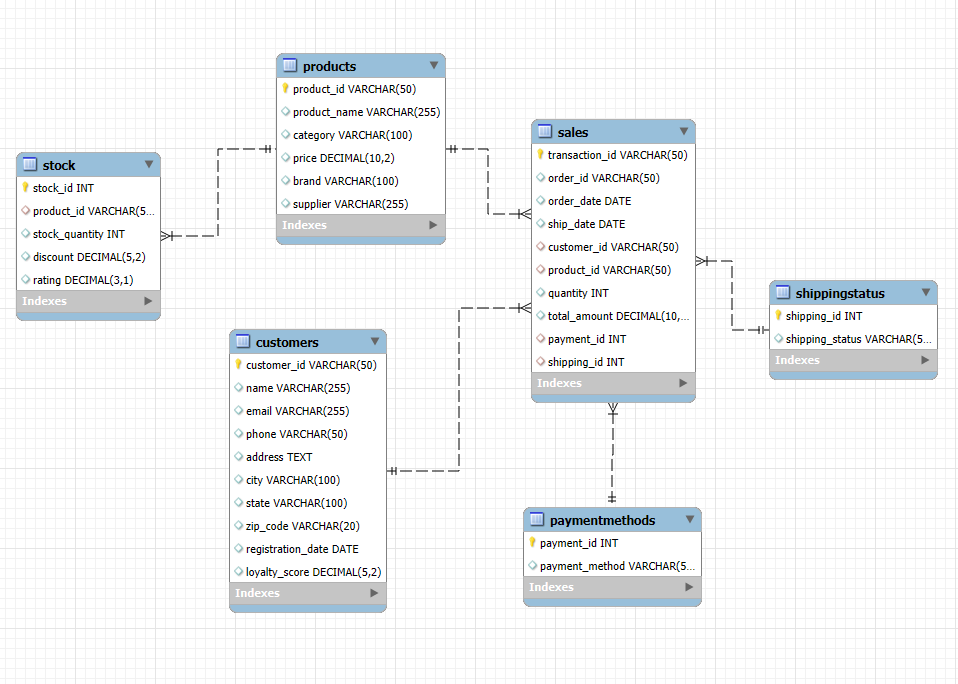 products
product_id VARCHAR(50)
product_name VARCHAR(255)
category VARCHAR(100)
price DECIMAL(10,2)
brand VARCHAR(100)
supplier VARCHAR(255)
Indexes
stock
stock_id INT
product_id VARCHAR(5...
stock_quantity INT
discount DECIMAL(5,2)
rating DECIMAL(3,1)
Indexes
sales
transaction_id VARCHAR(50)
order_id VARCHAR(50)
order_date DATE
ship_date DATE
customer_id VARCHAR(50)
product_id VARCHAR(50)
quantity INT
total_amount DECIMAL(10,...
payment_id INT
shipping_id INT
Indexes
shippingstatus
shipping_id INT
shipping_status VARCHAR(5...
Indexes
customers
customer_id VARCHAR(50)
name VARCHAR(255)
email VARCHAR(255)
phone VARCHAR(50)
address TEXT
city VARCHAR(100)
state VARCHAR(100)
zip_code VARCHAR(20)
registration_date DATE
loyalty_score DECIMAL(5,2)
Indexes
paymentmethods
payment_id INT
payment_method VARCHAR(5...
Indexes